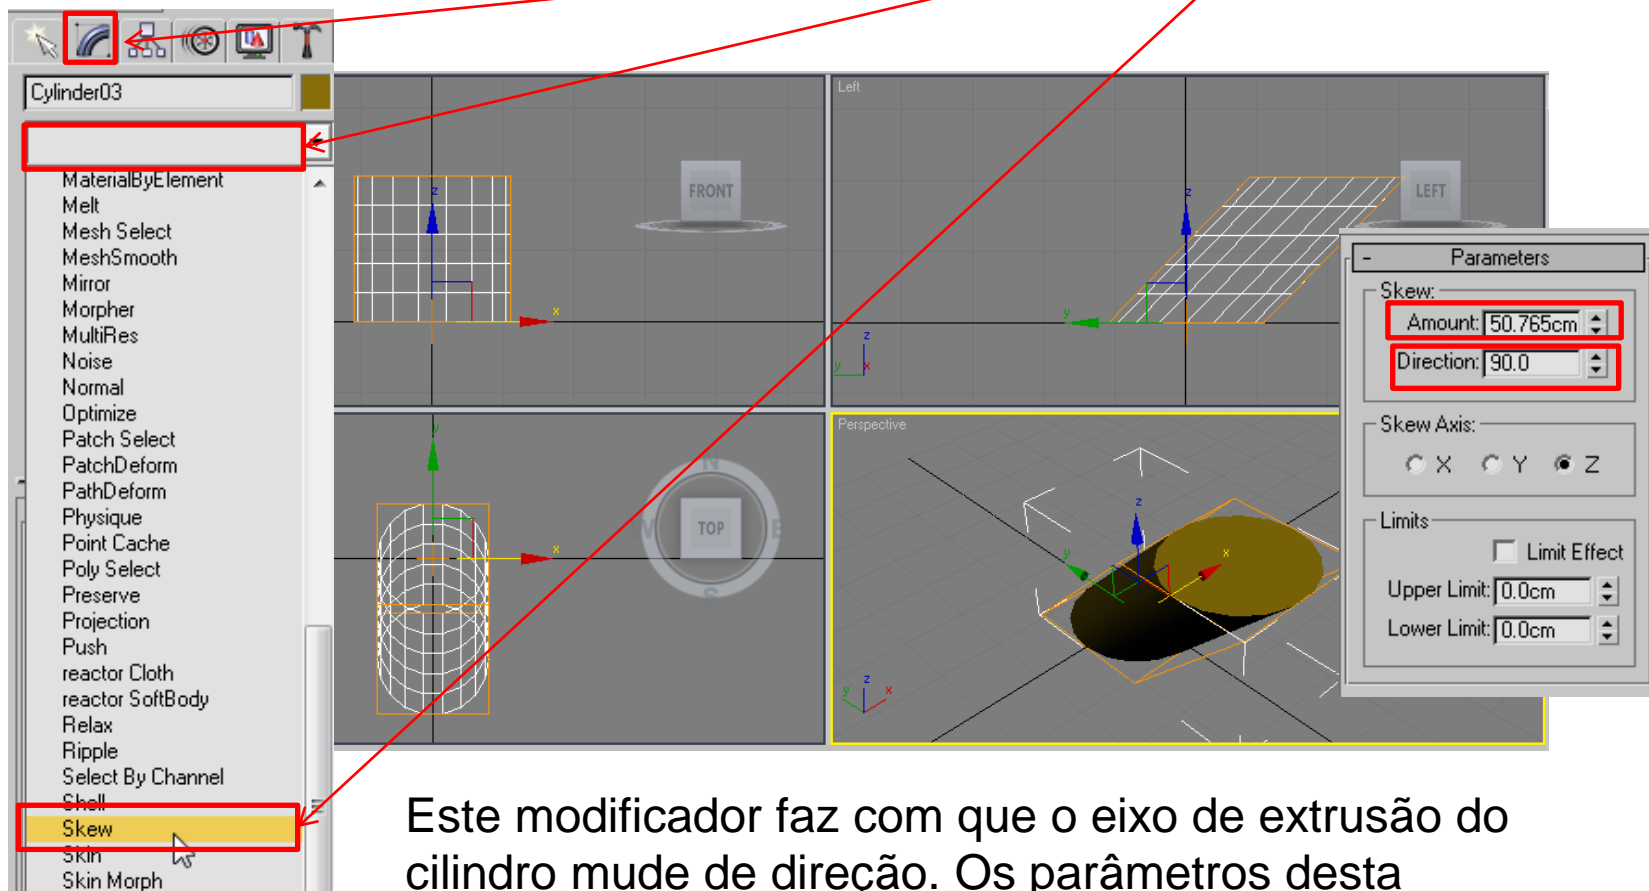 Cylinder03
MaterialByElement
Melt
Mesh Select
MeshSmooth
Mirror
Morpher
MultiRes
Noise
Normal
Optimize
Patch Select
PatchDeform
PathDeform
Physique
Point Cache
Poly Select
Preserve
Projection
Push
reactor Cloth
reactor SoftBody
Relax
Ripple
Select By Channel
Shell
Skew
Skin
Skin Morph
FRONT
z
x
Left
LEFT
z
y
z
y x
y
x
N
W TOP E
S
Perspective
z
y
x
z
y x
- Parameters
Skew:
Amount: 50.765cm
Direction: 90.0
Skew Axis:
X Y Z
Limits
Limit Effect
Upper Limit: 0.0cm
Lower Limit: 0.0cm
Este modificador faz com que o eixo de extrusão do
cilindro mude de direção. Os parâmetros desta